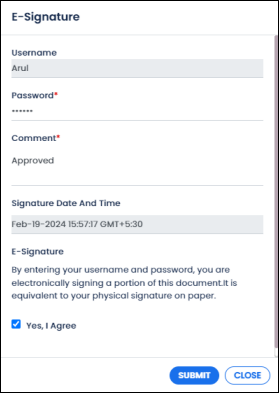 E-Signature
Username
Arul
Password*
••••••
Comment*
Approved
Signature Date And Time
Feb-19-2024 15:57:17 GMT+5:30
E-Signature
By entering your username and password, you are
electronically signing a portion of this document.It is
equivalent to your physical signature on paper.
Yes, I Agree
SUBMIT CLOSE